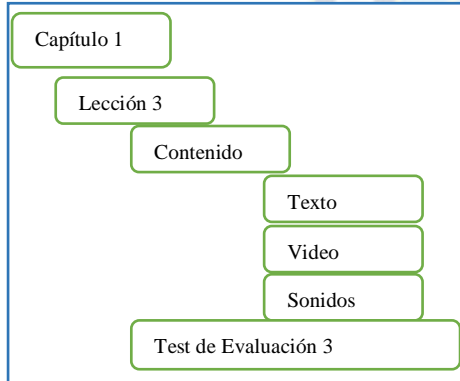 Capítulo 1
Lección 3
Contenido
Texto
Video
Sonidos
Test de Evaluación 3